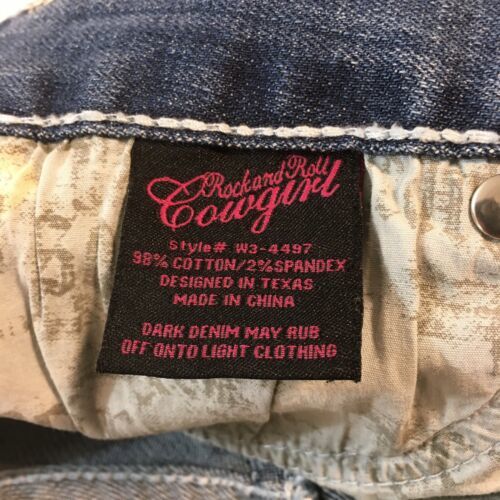 Rock and Roll
Cowgirl
Style# W3-4497
98% COTTON/2% SPANDEX
DESIGNED IN TEXAS
MADE IN CHINA
DARK DENIM MAY RUB
OFF ONTO LIGHT CLOTHING